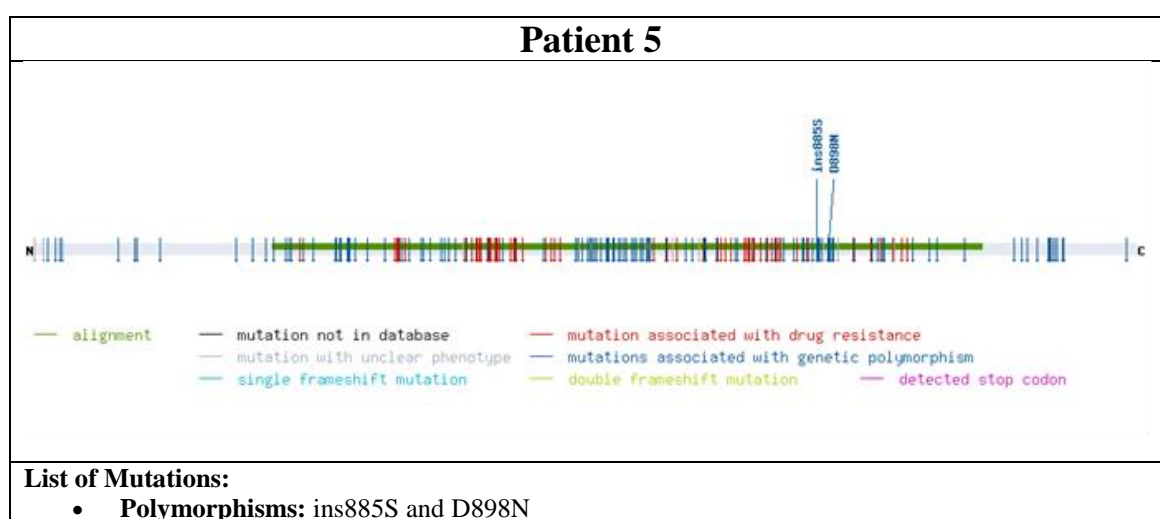 Patient 5
ins885S
D898N
N
C
alignment
mutation not in database
mutation associated with drug resistance
mutation with unclear phenotype
mutations associated with genetic polymorphism
single frameshift mutation
double frameshift mutation
detected stop codon
List of Mutations:
• Polymorphisms: ins885S and D898N